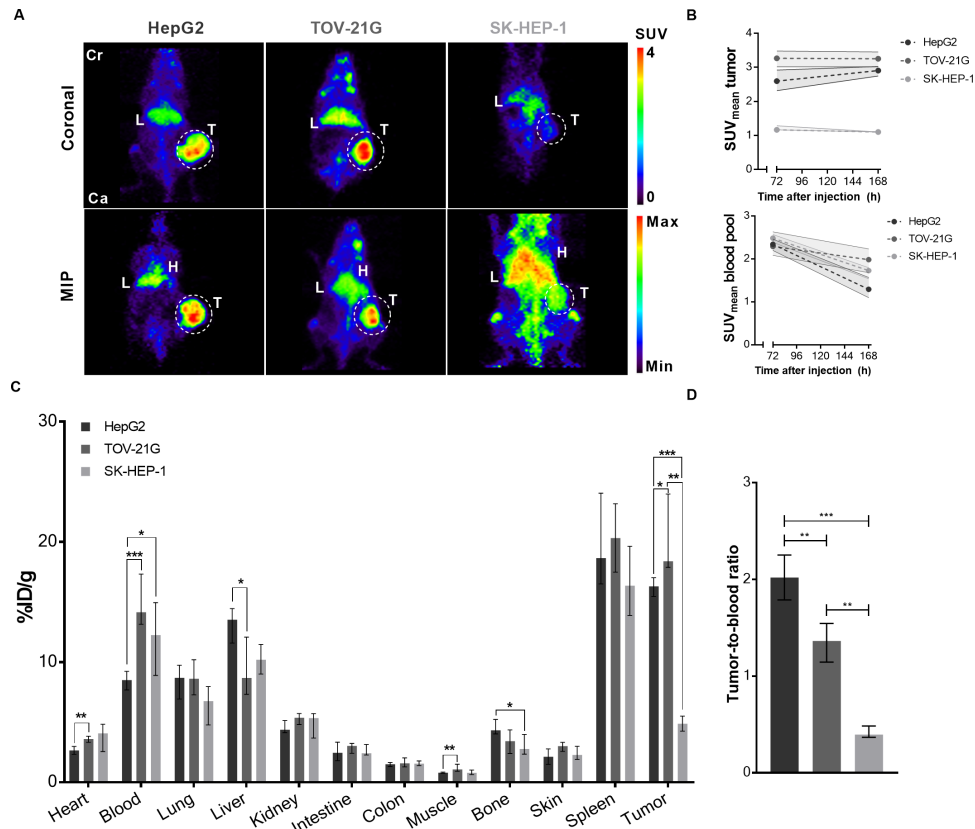 A
HepG2
TOV-21G
SK-HEP-1
SUV
Cr
4
Coronal
L
T
L
T
L
T
Ca
0
Max
MIP
H
L
T
H
L
T
H
L
T
Min
B
SUVmean tumor
4
3
2
1
0
72 96 120 144 168
Time after injection (h)
HepG2
TOV-21G
SK-HEP-1
SUVmean blood pool
3
2
1
0
72 96 120 144 168
Time after injection (h)
HepG2
TOV-21G
SK-HEP-1
C
%ID/g
30
20
10
0
HepG2
TOV-21G
SK-HEP-1
**
***
*
*
**
*
*
***
**
Heart
Blood
Lung
Liver
Kidney
Intestine
Colon
Muscle
Bone
Skin
Spleen
Tumor
D
Tumor-to-blood ratio
3
2
1
0
***
**
**